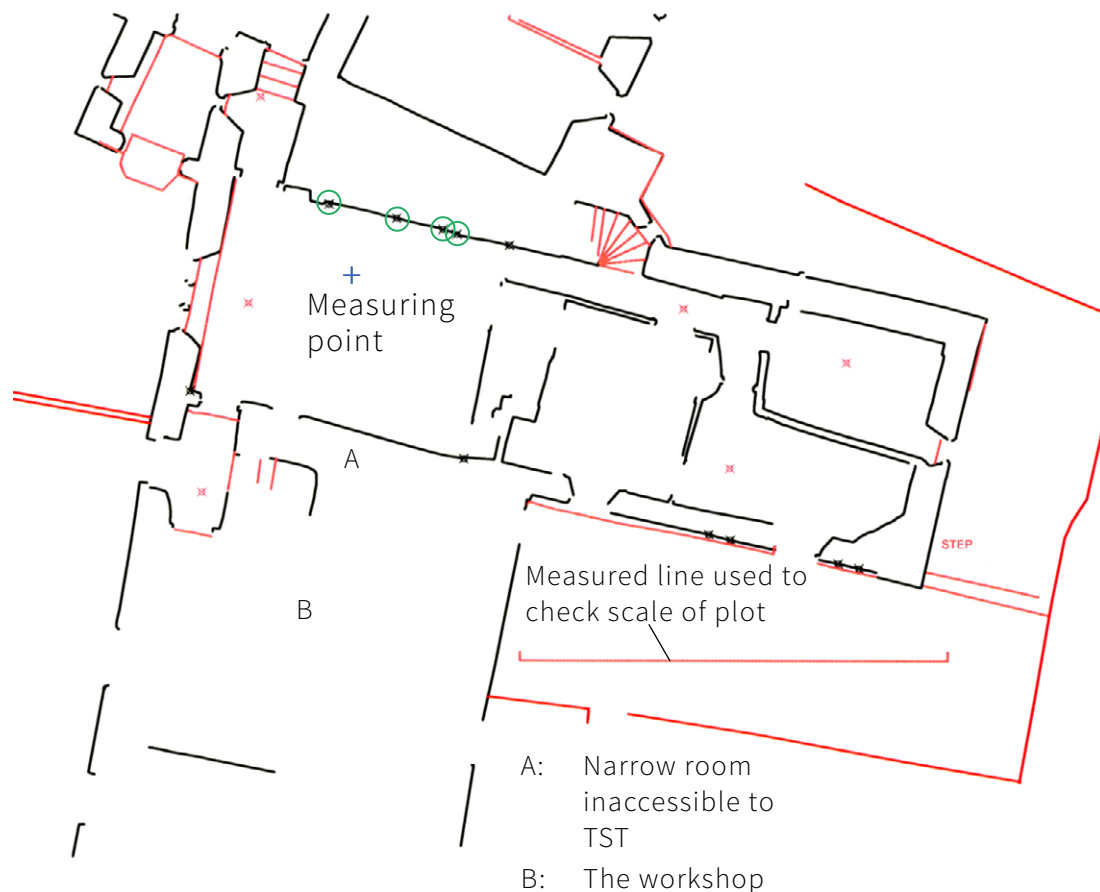 Measuring
point
A
STEP
Measured line used to
check scale of plot
B
A: Narrow room
inaccessible to
TST
B: The workshop